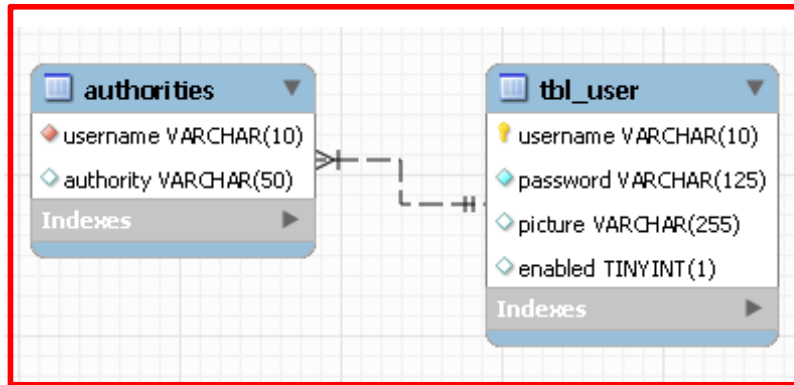 authorities
username VARCHAR(10)
authority VARCHAR(50)
Indexes
tbl_user
username VARCHAR(10)
password VARCHAR(125)
picture VARCHAR(255)
enabled TINYINT(1)
Indexes